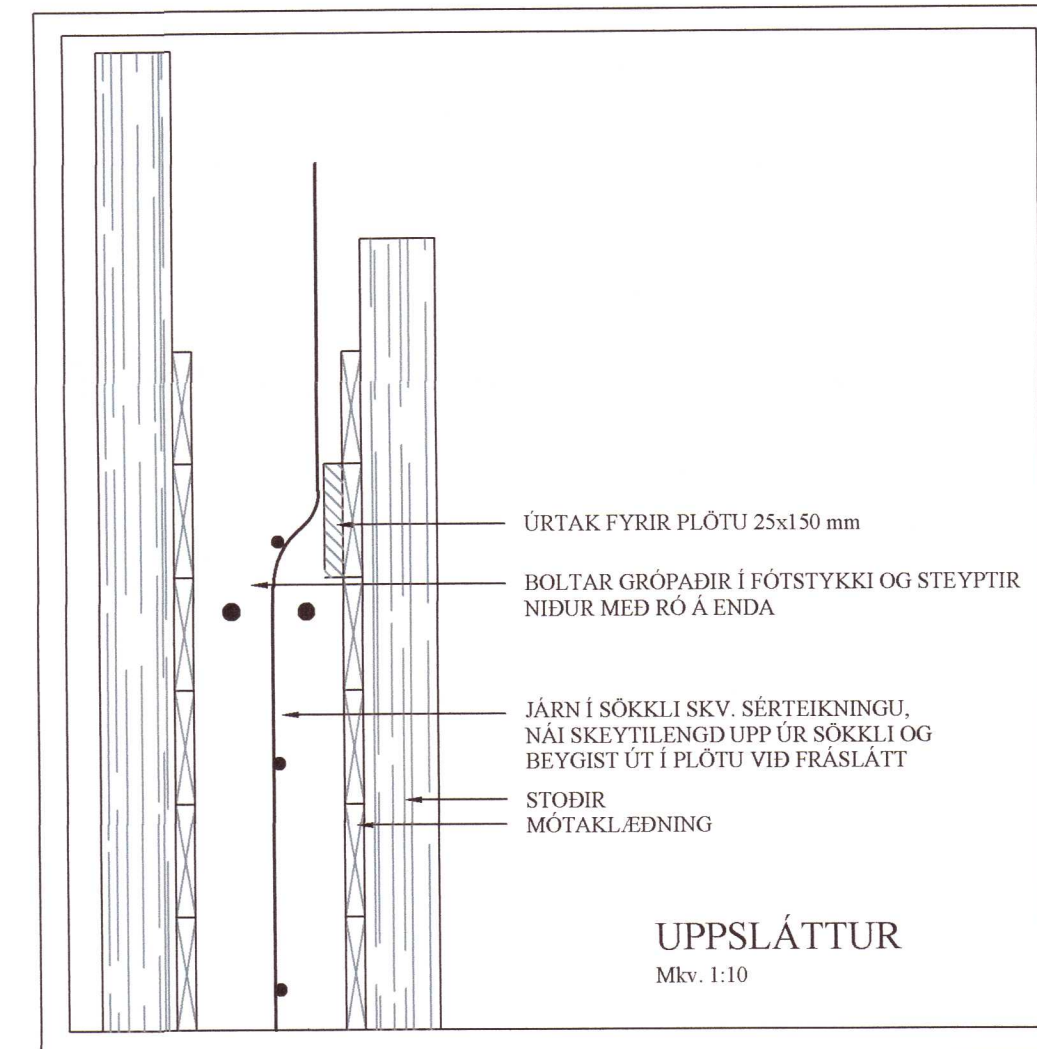 ÚRTAK FYRIR PLÖTU 25x150 mm
BOLTAR GRÓPAÐIR Í FÓTSTYKKI OG STEYPTIR
NIÐUR MEÐ RÓ Á ENDA
JÁRN Í SÖKKLI SKV. SÉRTEIKNINGU,
NÁI SKEYTILENGD UPP ÚR SÖKKLI OG
BEYGIST ÚT Í PLÖTU VIÐ FRÁSLÁTT
STOÐIR
MÓTAKLÆÐNING
UPPSLÁTTUR
Mkv. 1:10